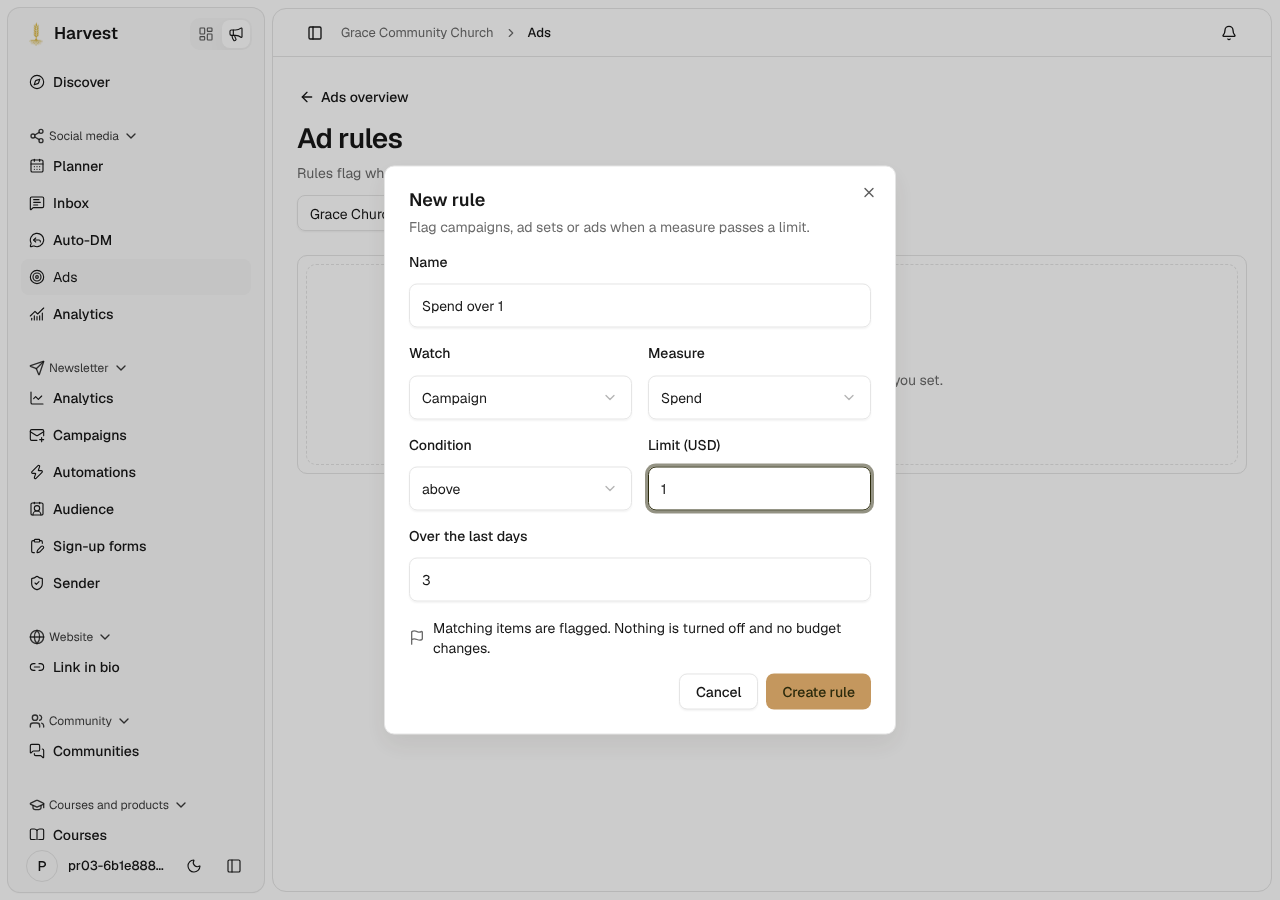 Harvest
Discover
Social media
Planner
Inbox
Auto-DM
Ads
Analytics
Newsletter
Analytics
Campaigns
Automations
Audience
Sign-up forms
Sender
Website
Link in bio
Community
Communities
Courses and products
Courses
P
pr03-6b1e888...
Grace Community Church
Ads
Ads overview
Ad rules
Rules flag wh
Grace Churc
you set.
New rule
Flag campaigns, ad sets or ads when a measure passes a limit.
Name
Spend over 1
Watch
Measure
Campaign
Spend
Condition
Limit (USD)
above
1
Over the last days
3
Matching items are flagged. Nothing is turned off and no budget
changes.
Cancel
Create rule